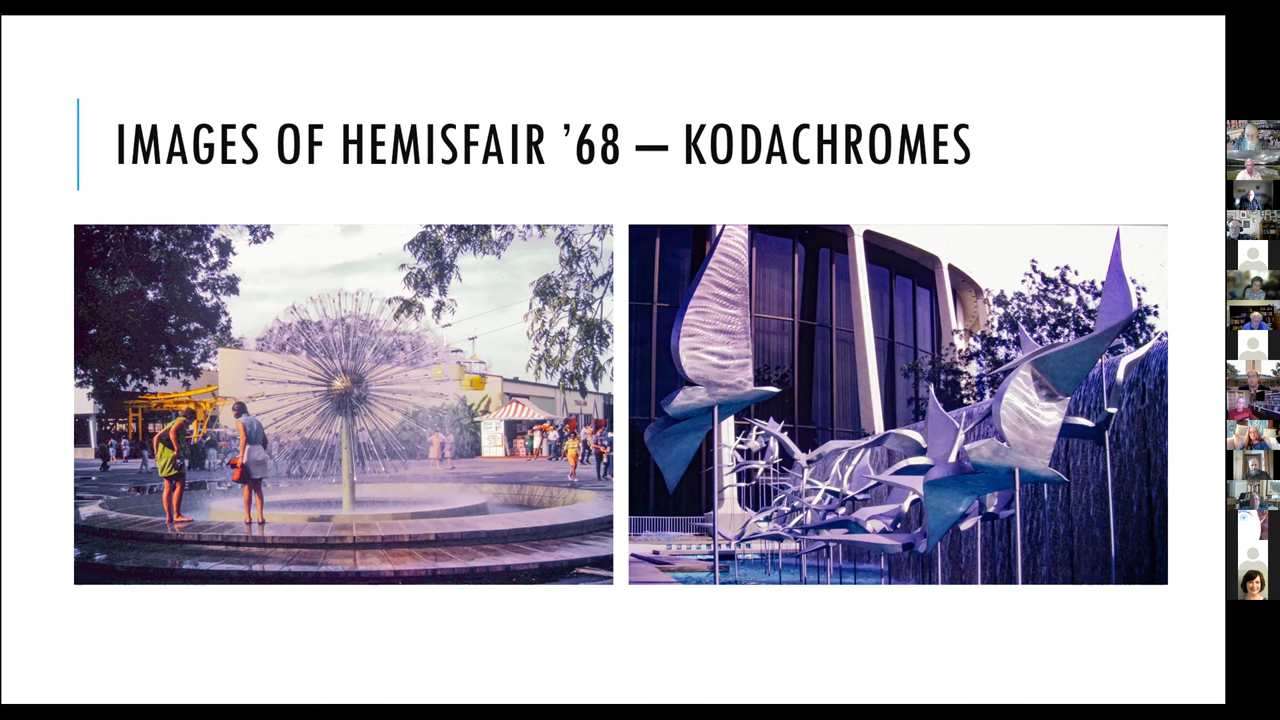 IMAGES OF HEMISFAIR ’68 – KODACHROMES